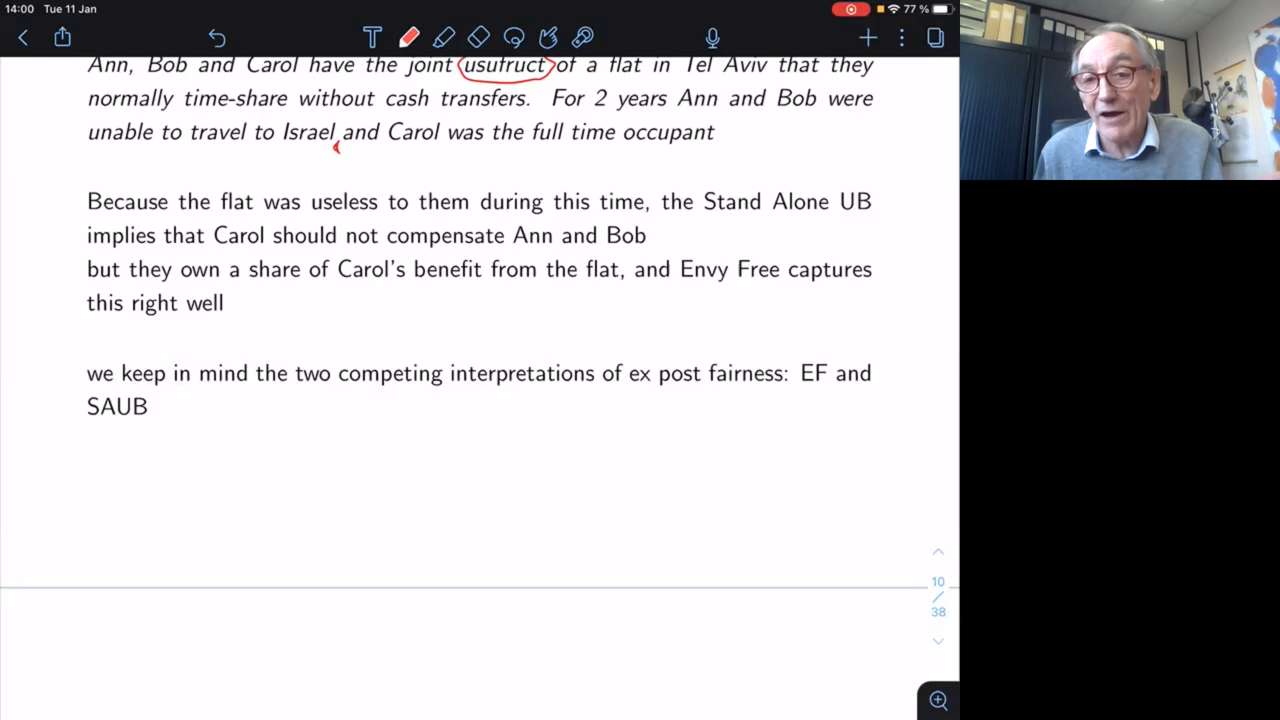 14:00 Tue 11 Jan
77 %
T
Ann, Bob and Carol have the joint usufruct of a flat in Tel Aviv that they
normally time-share without cash transfers. For 2 years Ann and Bob were
unable to travel to Israel and Carol was the full time occupant
Because the flat was useless to them during this time, the Stand Alone UB
implies that Carol should not compensate Ann and Bob
but they own a share of Carol's benefit from the flat, and Envy Free captures
this right well
we keep in mind the two competing interpretations of ex post fairness: EF and
SAUB
10
/
38